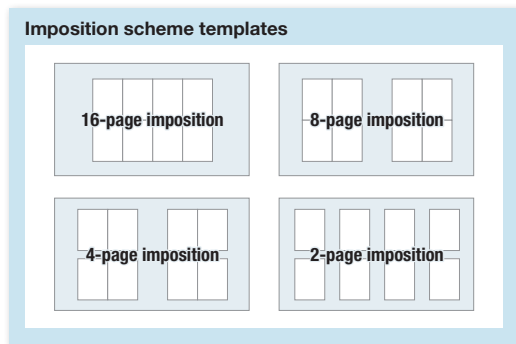 Imposition scheme templates
16-page imposition
8-page imposition
4-page imposition
2-page imposition